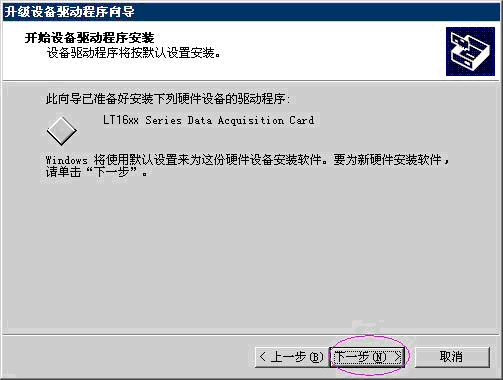 升级设备驱动程序向导
开始设备驱动程序安装
设备驱动程序将按默认设置安装。
此向导已准备好安装下列硬件设备的驱动程序:
LT16xx Series Data Acquisition Card
Windows 将使用默认设置来为这份硬件设备安装软件。要为新硬件安装软件，
请单击“下一步”。
< 上一步(B) 下一步(N) > 取消